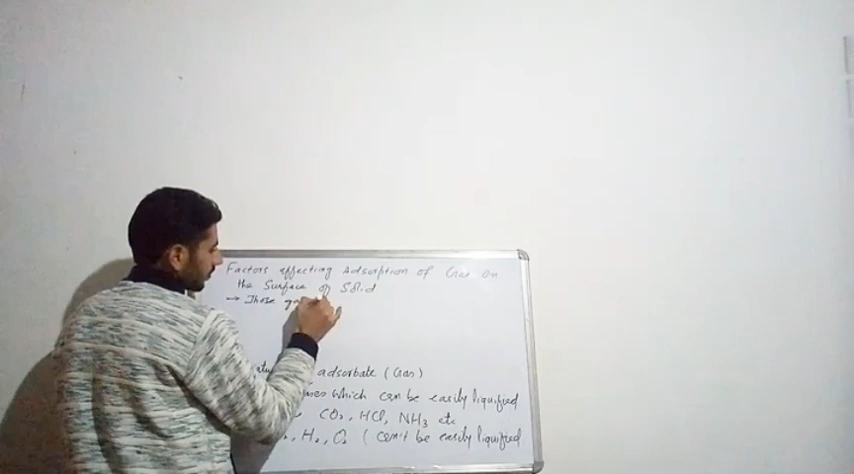 Factors affecting Adsorption of Gas on
the Surface of Solid
→ Those
adsorbate (Gas)
which can be easily liquified
CO2, HCl, NH3 etc
, H2, O2 ( can't be easily liquified